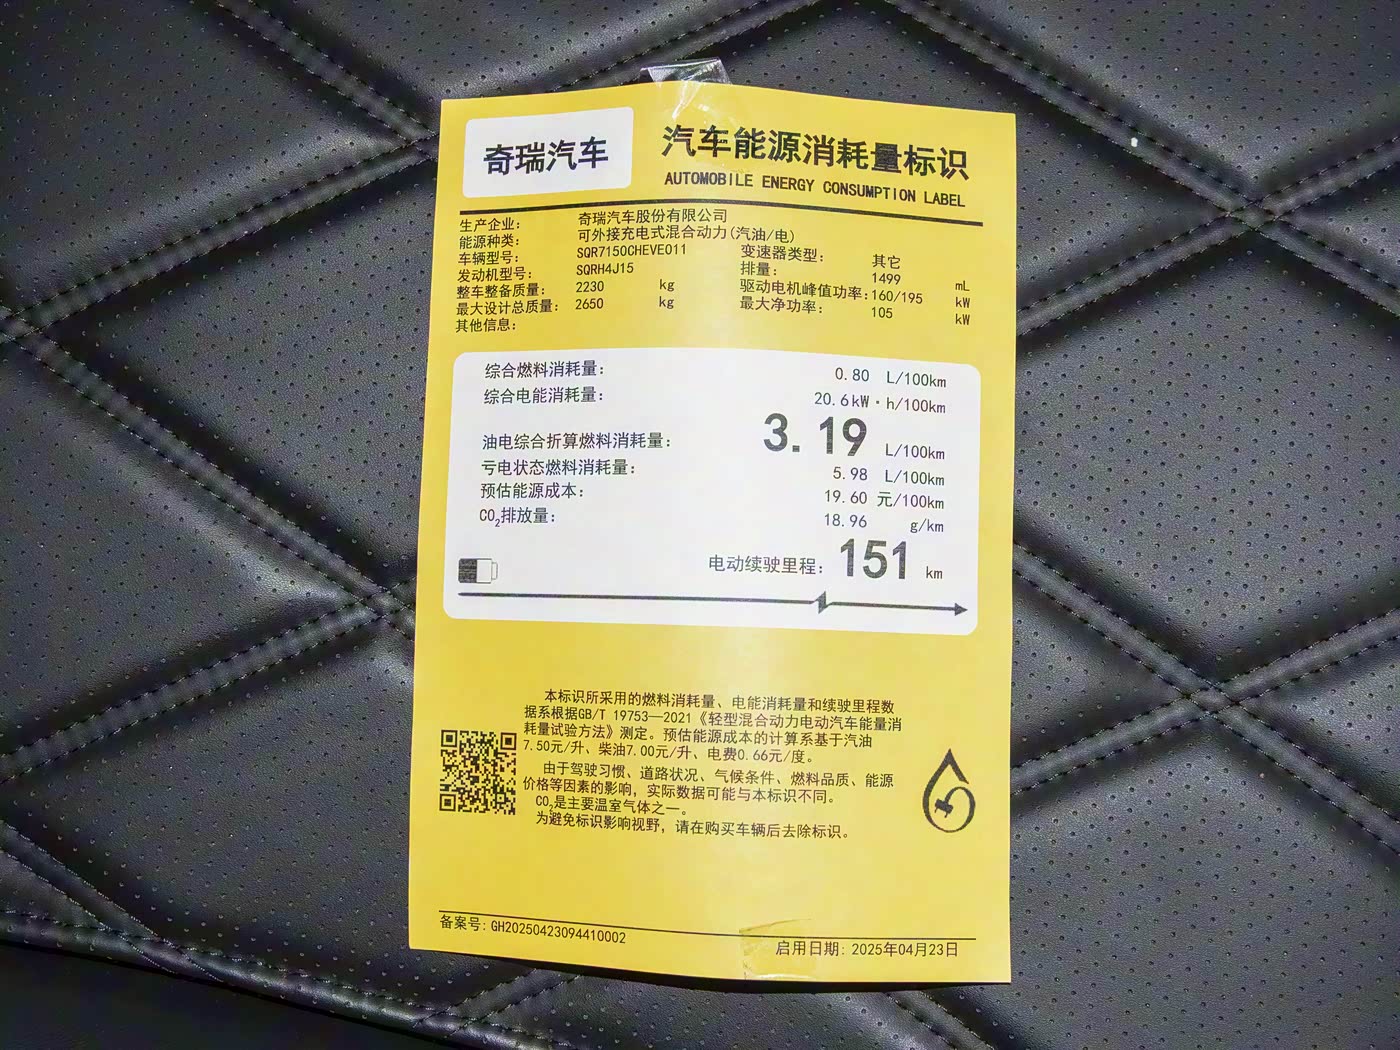 奇瑞汽车
汽车能源消耗量标识
AUTOMOBILE ENERGY CONSUMPTION LABEL
生产企业: 奇瑞汽车股份有限公司
能源种类: 可外接充电式混合动力(汽油/电)
车辆型号: SQR7150CHEVE011 变速器类型: 其它
发动机型号: SQRH4J15 排量: 1499 mL
整车整备质量: 2230 kg 驱动电机峰值功率: 160/195 kW
最大设计总质量: 2650 kg 最大净功率: 105 kW
其他信息:
综合燃料消耗量: 0.80 L/100km
综合电能消耗量: 20.6 kW·h/100km
油电综合折算燃料消耗量: 3.19 L/100km
亏电状态燃料消耗量: 5.98 L/100km
预估能源成本: 19.60 元/100km
CO2排放量: 18.96 g/km
电动续驶里程: 151 km
本标识所采用的燃料消耗量、电能消耗量和续驶里程数
据系根据GB/T 19753—2021《轻型混合动力电动汽车能量消
耗量试验方法》测定。预估能源成本的计算系基于汽油
7.50元/升、柴油7.00元/升、电费0.66元/度。
由于驾驶习惯、道路状况、气候条件、燃料品质、能源
价格等因素的影响，实际数据可能与本标识不同。
CO2是主要温室气体之一。
为避免标识影响视野，请在购买车辆后去除标识。
备案号: GH20250423094410002 启用日期: 2025年04月23日